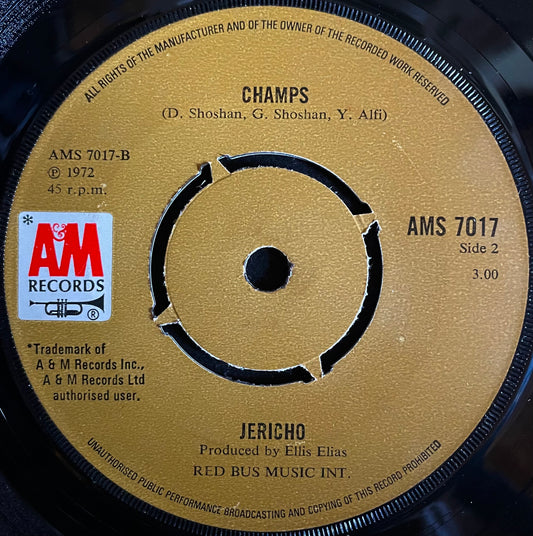 ALL RIGHTS OF THE MANUFACTURER AND OF THE OWNER OF THE RECORDED WORK RESERVED
CHAMPS
(D. Shoshan, G. Shoshan, Y. Alfi)
AMS 7017-B
℗ 1972
45 r.p.m.
AMS 7017
Side 2
3.00
*
A&M
RECORDS
®
*Trademark of
A & M Records Inc.,
A & M Records Ltd
authorised user.
JERICHO
Produced by Ellis Elias
RED BUS MUSIC INT.
UNAUTHORISED PUBLIC PERFORMANCE BROADCASTING AND COPYING OF THIS RECORD PROHIBITED